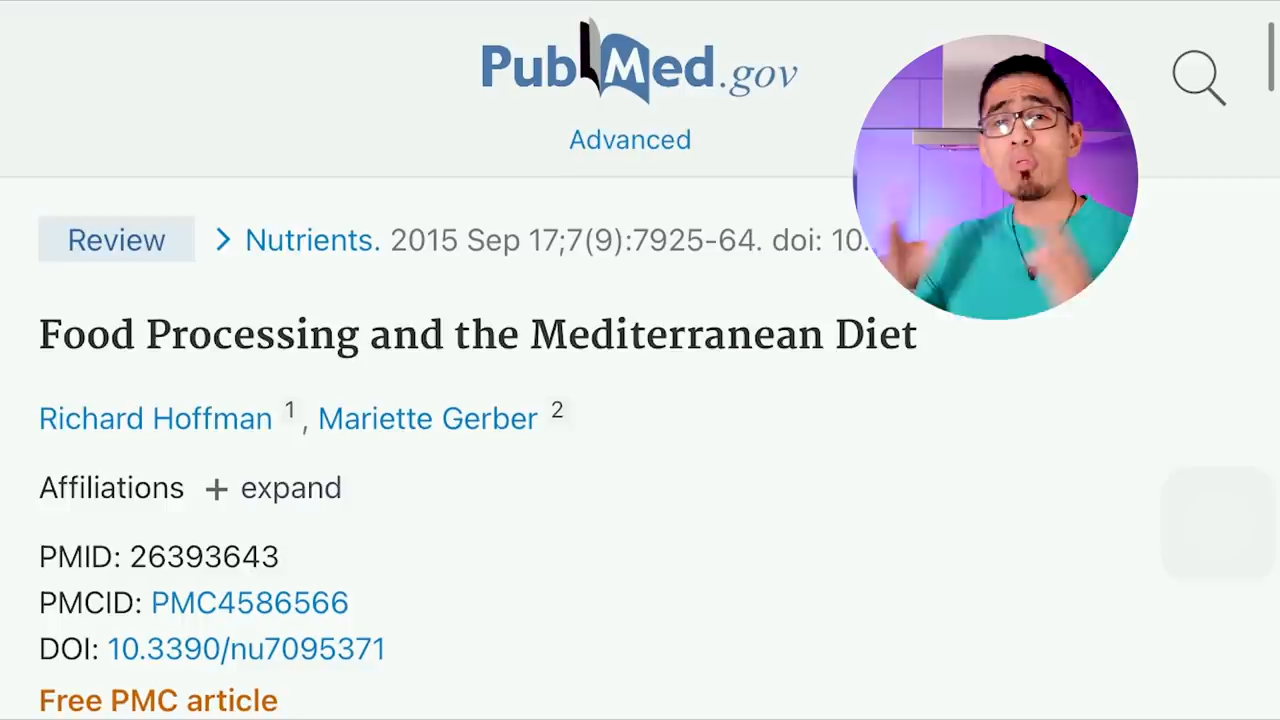 PubMed.gov
Advanced
Review > Nutrients. 2015 Sep 17;7(9):7925-64. doi: 10.
Food Processing and the Mediterranean Diet
Richard Hoffman 1, Mariette Gerber 2
Affiliations + expand
PMID: 26393643
PMCID: PMC4586566
DOI: 10.3390/nu7095371
Free PMC article